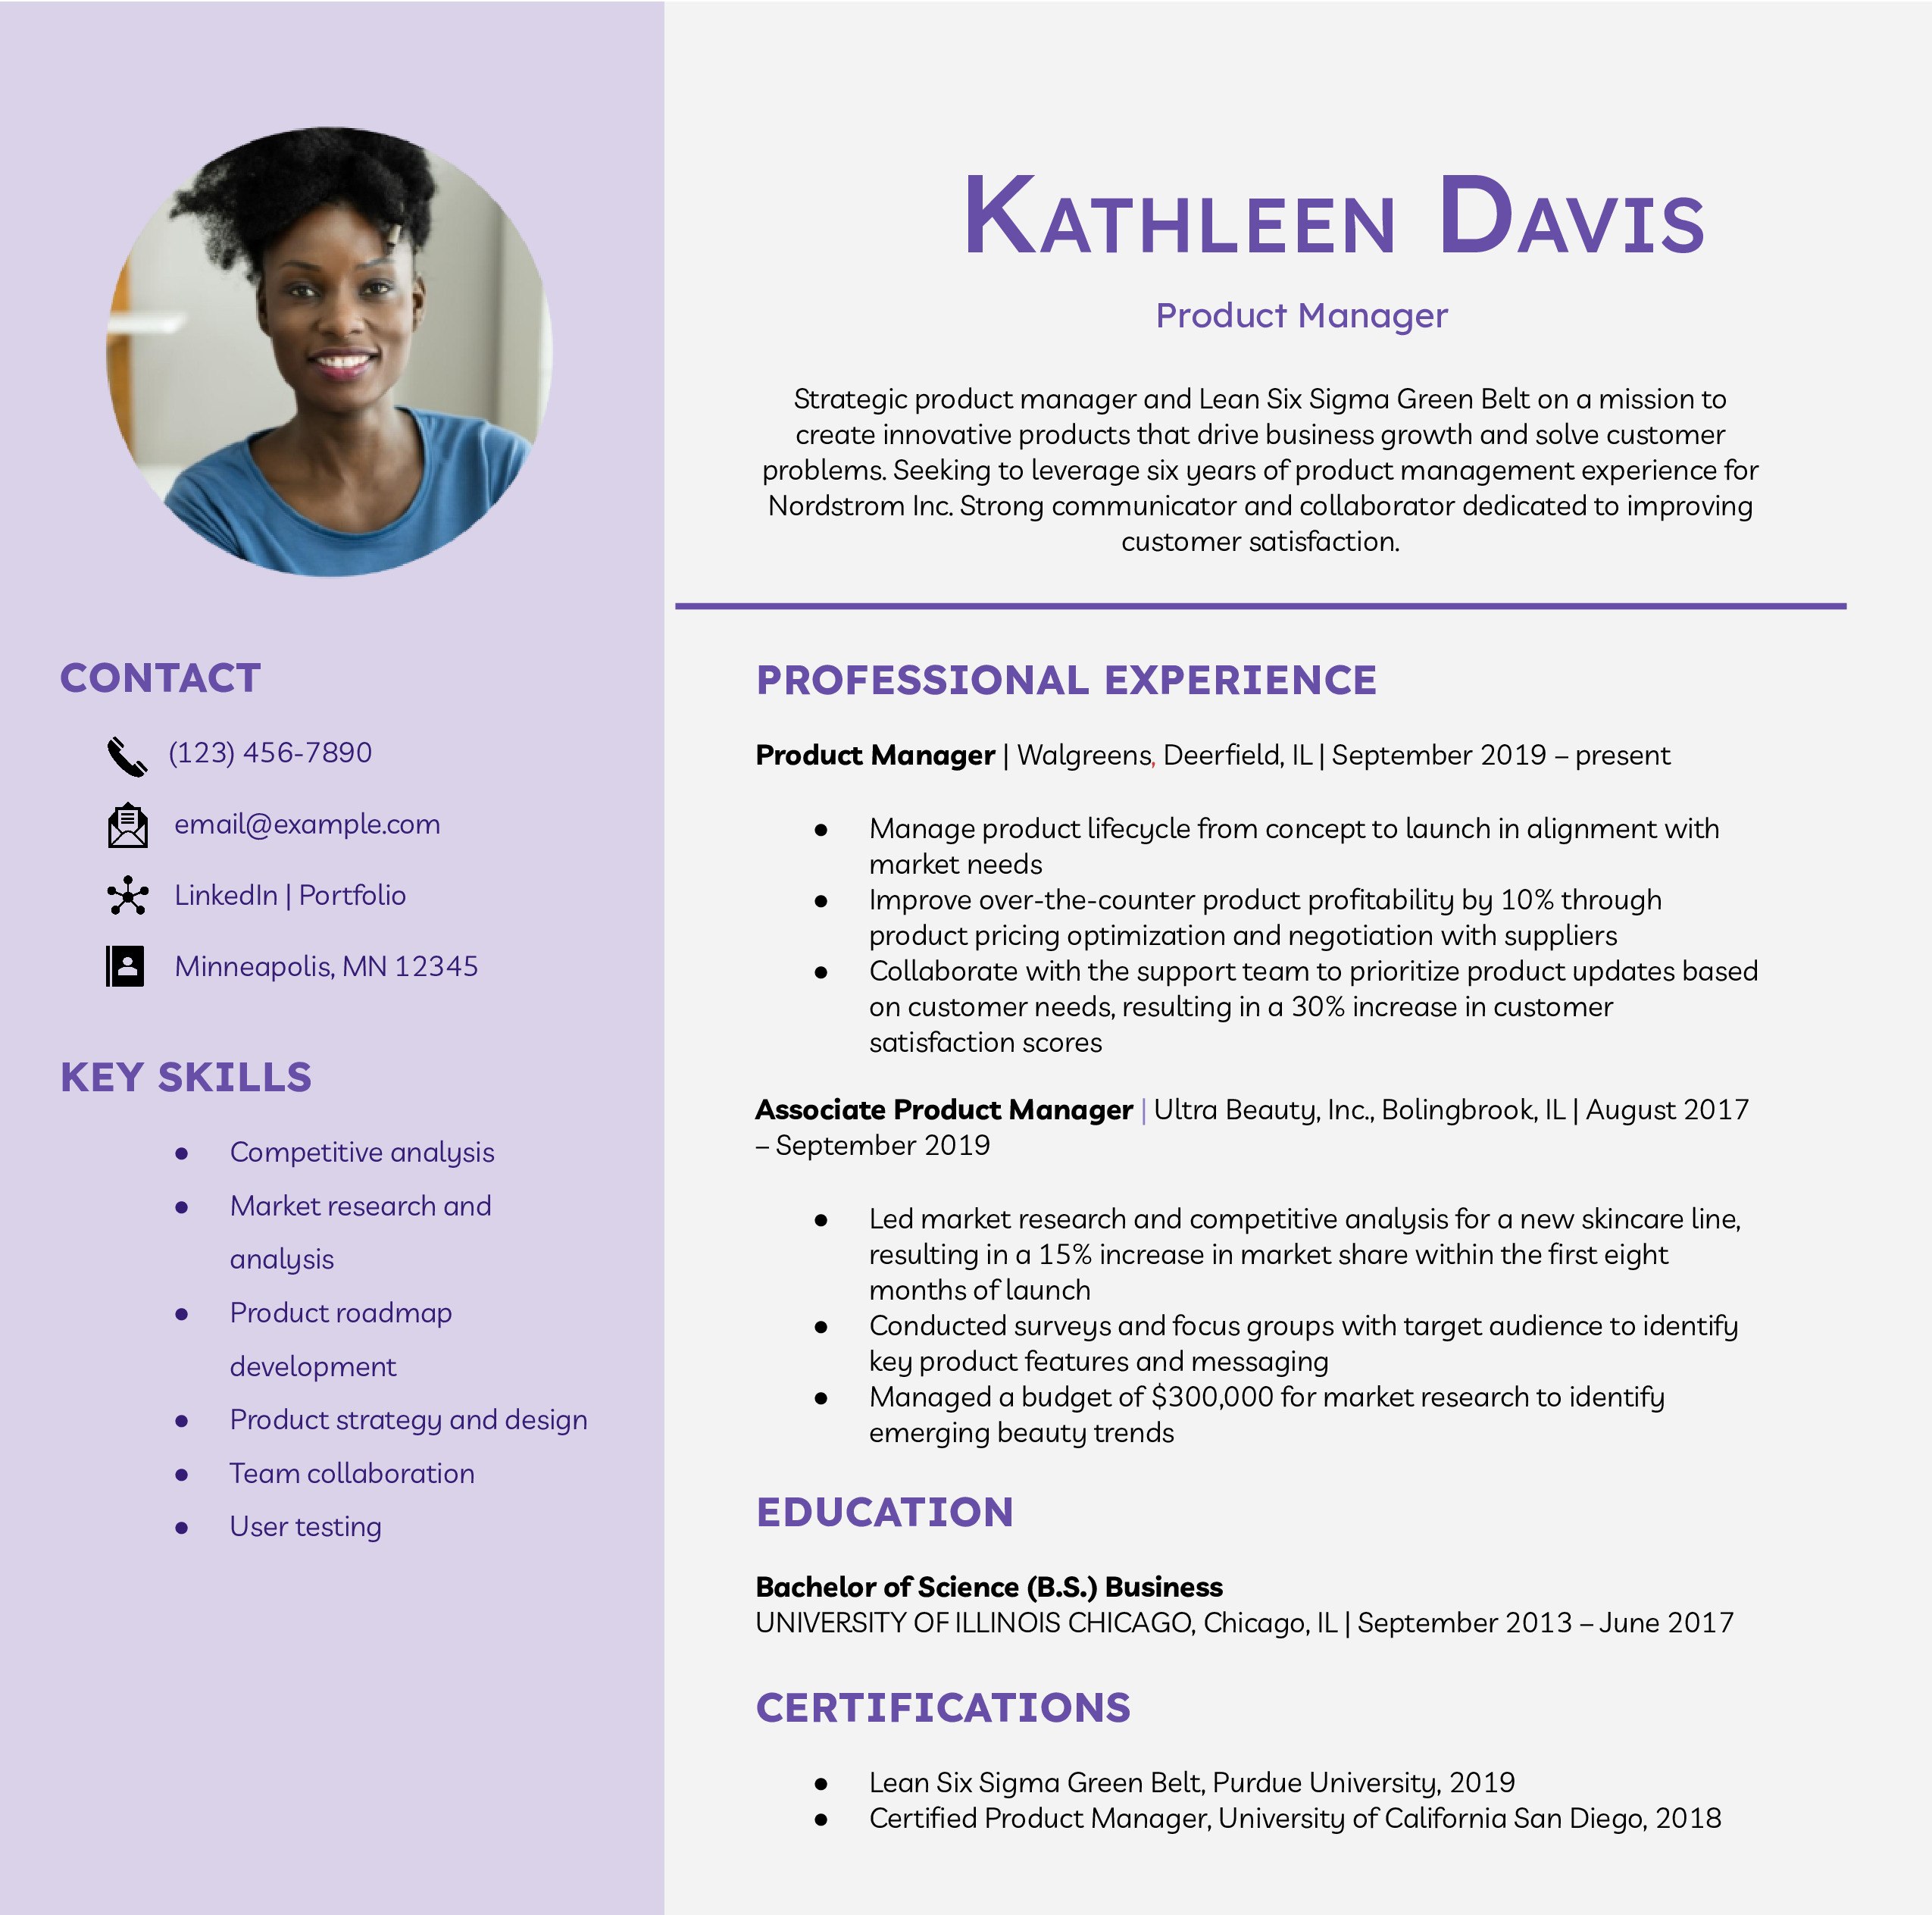 KATHLEEN DAVIS
Product Manager
Strategic product manager and Lean Six Sigma Green Belt on a mission to
create innovative products that drive business growth and solve customer
problems. Seeking to leverage six years of product management experience for
Nordstrom Inc. Strong communicator and collaborator dedicated to improving
customer satisfaction.
CONTACT
(123) 456-7890
email@example.com
LinkedIn | Portfolio
Minneapolis, MN 12345
KEY SKILLS
● Competitive analysis
● Market research and
analysis
● Product roadmap
development
● Product strategy and design
● Team collaboration
● User testing
PROFESSIONAL EXPERIENCE
Product Manager | Walgreens, Deerfield, IL | September 2019 – present
● Manage product lifecycle from concept to launch in alignment with
market needs
● Improve over-the-counter product profitability by 10% through
product pricing optimization and negotiation with suppliers
● Collaborate with the support team to prioritize product updates based
on customer needs, resulting in a 30% increase in customer
satisfaction scores
Associate Product Manager | Ultra Beauty, Inc., Bolingbrook, IL | August 2017
– September 2019
● Led market research and competitive analysis for a new skincare line,
resulting in a 15% increase in market share within the first eight
months of launch
● Conducted surveys and focus groups with target audience to identify
key product features and messaging
● Managed a budget of $300,000 for market research to identify
emerging beauty trends
EDUCATION
Bachelor of Science (B.S.) Business
UNIVERSITY OF ILLINOIS CHICAGO, Chicago, IL | September 2013 – June 2017
CERTIFICATIONS
● Lean Six Sigma Green Belt, Purdue University, 2019
● Certified Product Manager, University of California San Diego, 2018